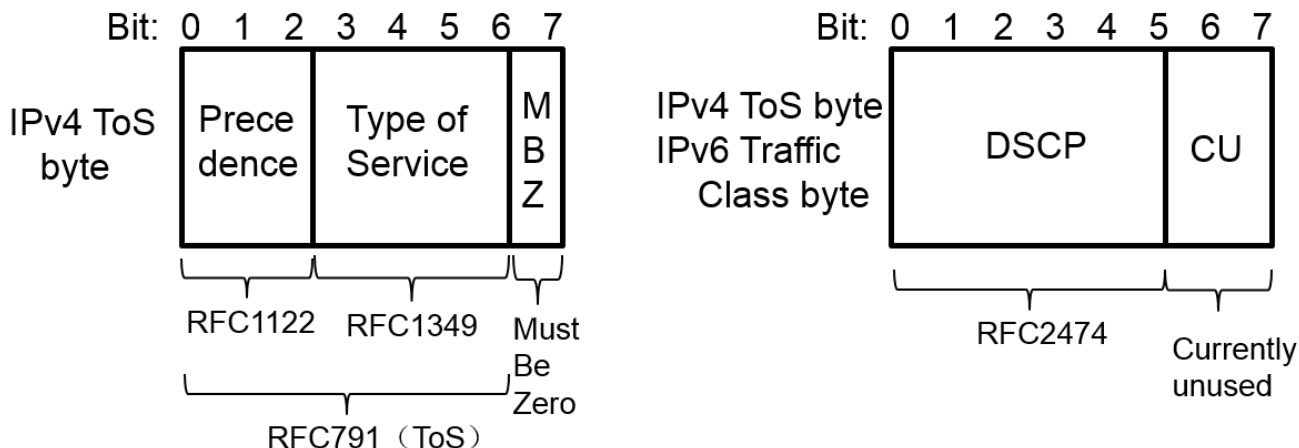 Bit: 0 1 2 3 4 5 6 7
IPv4 ToS
byte
Prece
dence
Type of
Service
M
B
Z
RFC1122
RFC1349
Must
Be
Zero
RFC791（ToS）
Bit: 0 1 2 3 4 5 6 7
IPv4 ToS byte
IPv6 Traffic
Class byte
DSCP
CU
RFC2474
Currently
unused